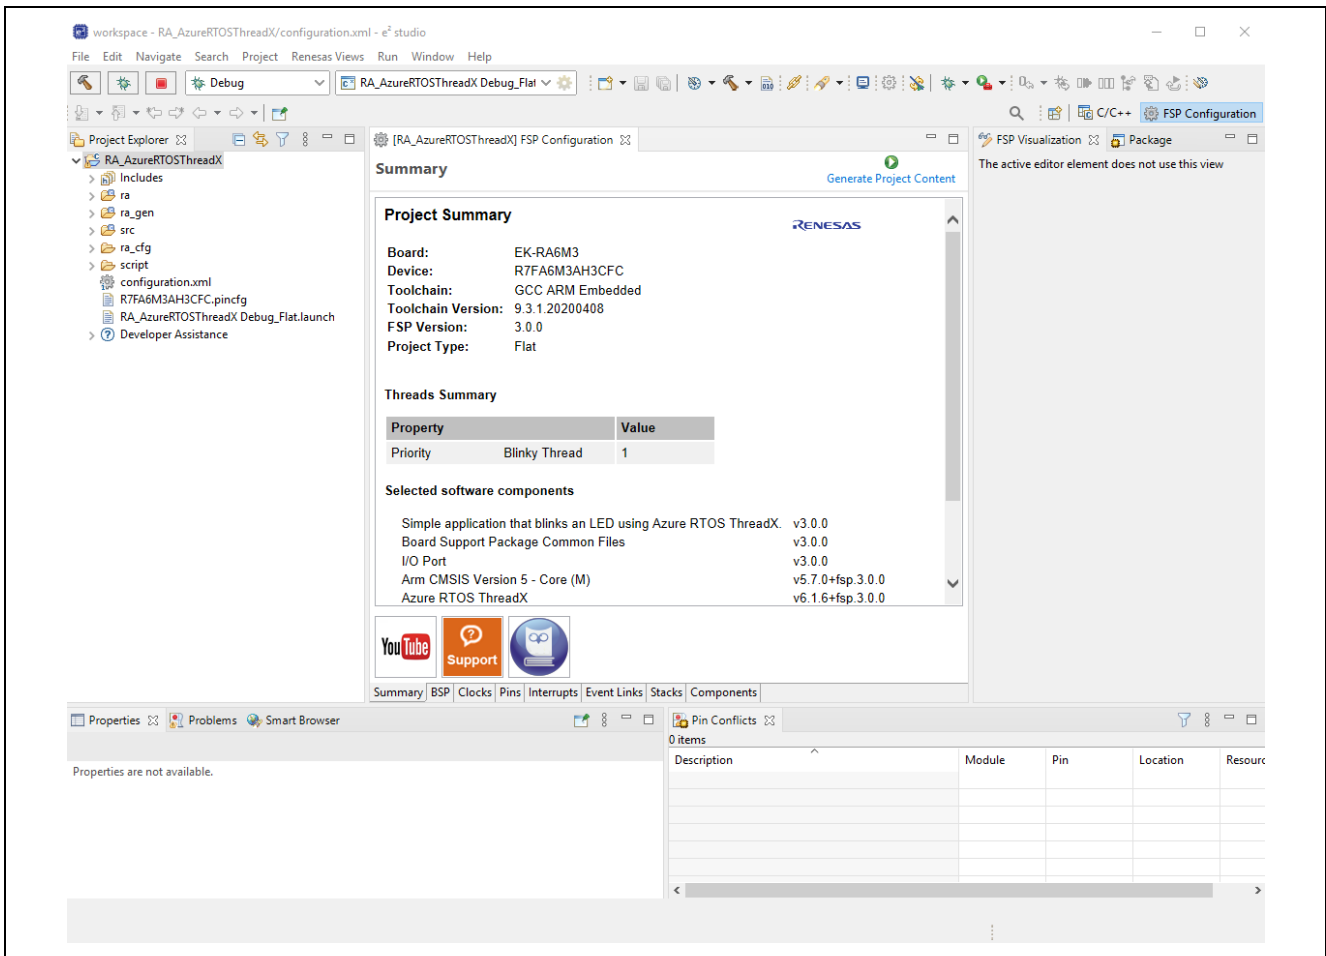 workspace - RA_AzureRTOSThreadX/configuration.xml - e² studio
File Edit Navigate Search Project Renesas Views Run Window Help
Debug
RA_AzureRTOSThreadX Debug_Flat
C/C++
FSP Configuration
Project Explorer
RA_AzureRTOSThreadX
Includes
ra
ra_gen
src
ra_cfg
script
configuration.xml
R7FA6M3AH3CFC.pincfg
RA_AzureRTOSThreadX Debug_Flat.launch
Developer Assistance
[RA_AzureRTOSThreadX] FSP Configuration
Summary
Generate Project Content
Project Summary
RENESAS
Board: EK-RA6M3
Device: R7FA6M3AH3CFC
Toolchain: GCC ARM Embedded
Toolchain Version: 9.3.1.20200408
FSP Version: 3.0.0
Project Type: Flat
Threads Summary
Property Value
Priority Blinky Thread 1
Selected software components
Simple application that blinks an LED using Azure RTOS ThreadX. v3.0.0
Board Support Package Common Files v3.0.0
I/O Port v3.0.0
Arm CMSIS Version 5 - Core (M) v5.7.0+fsp.3.0.0
Azure RTOS ThreadX v6.1.6+fsp.3.0.0
YouTube
Support
Summary BSP Clocks Pins Interrupts Event Links Stacks Components
FSP Visualization Package
The active editor element does not use this view
Properties Problems Smart Browser
Properties are not available.
Pin Conflicts
0 items
Description Module Pin Location Resourc